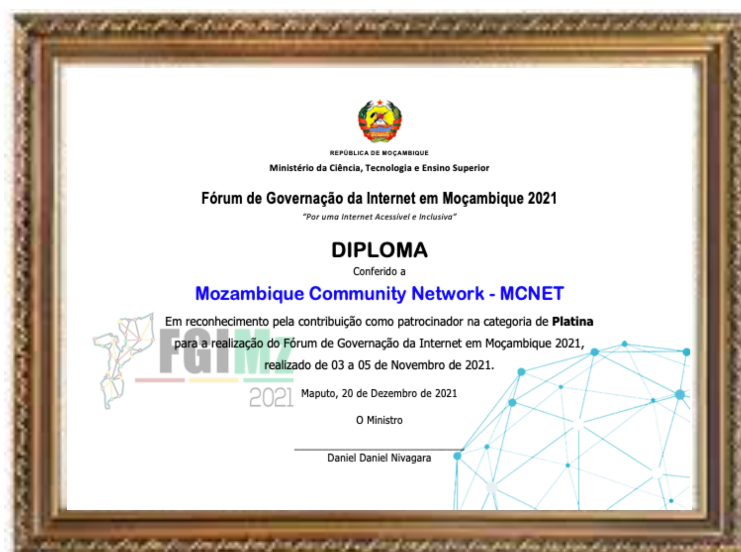 REPÚBLICA DE MOÇAMBIQUE
Ministério da Ciência, Tecnologia e Ensino Superior
Fórum de Governação da Internet em Moçambique 2021
"Por uma Internet Acessível e Inclusiva"
DIPLOMA
Conferido a
Mozambique Community Network - MCNET
Em reconhecimento pela contribuição como patrocinador na categoria de Platina
para a realização do Fórum de Governação da Internet em Moçambique 2021,
realizado de 03 a 05 de Novembro de 2021.
FGIMz
2021
Maputo, 20 de Dezembro de 2021
O Ministro
Daniel Daniel Nivagara